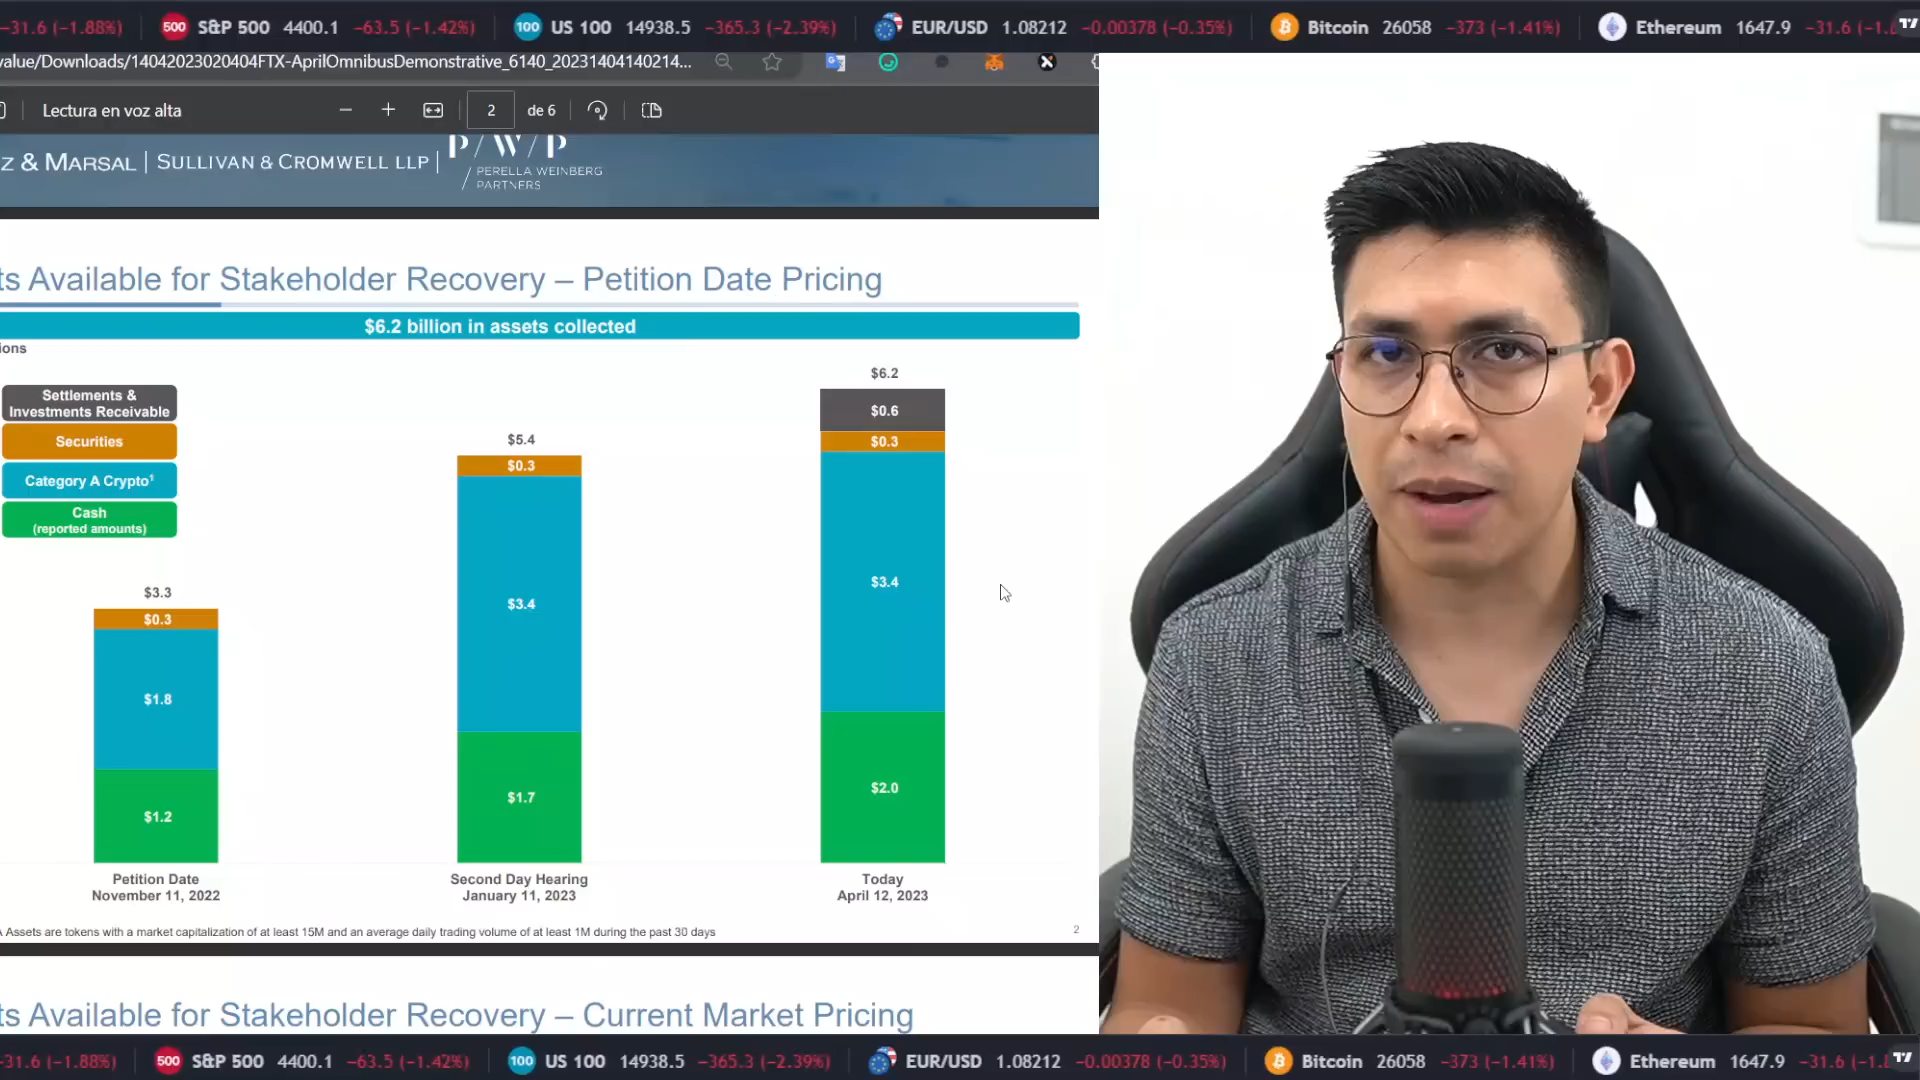 -31.6 (-1.88%) 500 S&P 500 4400.1 -63.5 (-1.42%) 100 US 100 14938.5 -365.3 (-2.39%) EUR/USD 1.08212 -0.00378 (-0.35%) Bitcoin 26058 -373 (-1.41%) Ethereum 1647.9 -31.6 (-1.
value/Downloads/14042023020404FTX-AprilOmnibusDemonstrative_6140_20231404140214...
Lectura en voz alta
2 de 6
Z & MARSAL | SULLIVAN & CROMWELL LLP |
P/W/P
PERELLA WEINBERG
PARTNERS
ts Available for Stakeholder Recovery – Petition Date Pricing
$6.2 billion in assets collected
ions
Settlements &
Investments Receivable
Securities
Category A Crypto¹
Cash
(reported amounts)
$3.3
$0.3
$1.8
$1.2
Petition Date
November 11, 2022
$5.4
$0.3
$3.4
$1.7
Second Day Hearing
January 11, 2023
$6.2
$0.6
$0.3
$3.4
$2.0
Today
April 12, 2023
A Assets are tokens with a market capitalization of at least 15M and an average daily trading volume of at least 1M during the past 30 days
2
ts Available for Stakeholder Recovery – Current Market Pricing
-31.6 (-1.88%) 500 S&P 500 4400.1 -63.5 (-1.42%) 100 US 100 14938.5 -365.3 (-2.39%) EUR/USD 1.08212 -0.00378 (-0.35%) Bitcoin 26058 -373 (-1.41%) Ethereum 1647.9 -31.6 (-1.